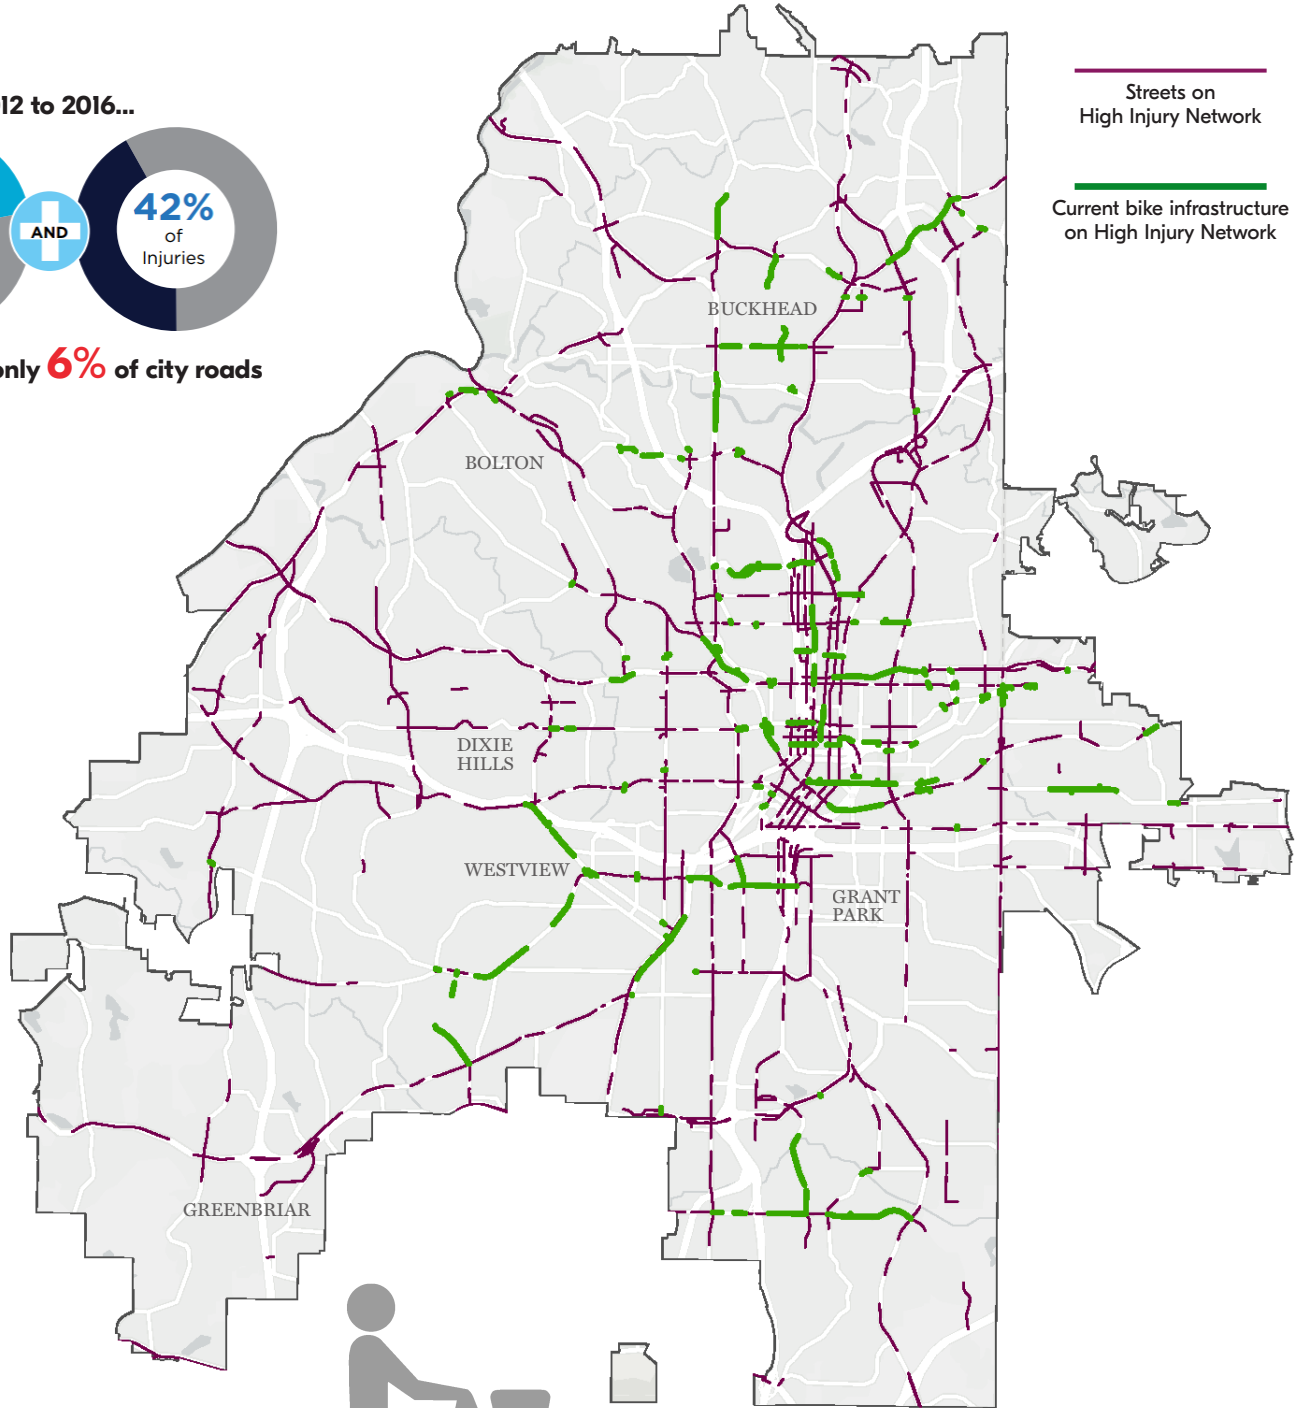 12 to 2016...
AND
42%
of
Injuries
only 6% of city roads
Streets on
High Injury Network
Current bike infrastructure
on High Injury Network
BUCKHEAD
BOLTON
DIXIE
HILLS
WESTVIEW
GRANT
PARK
GREENBRIAR